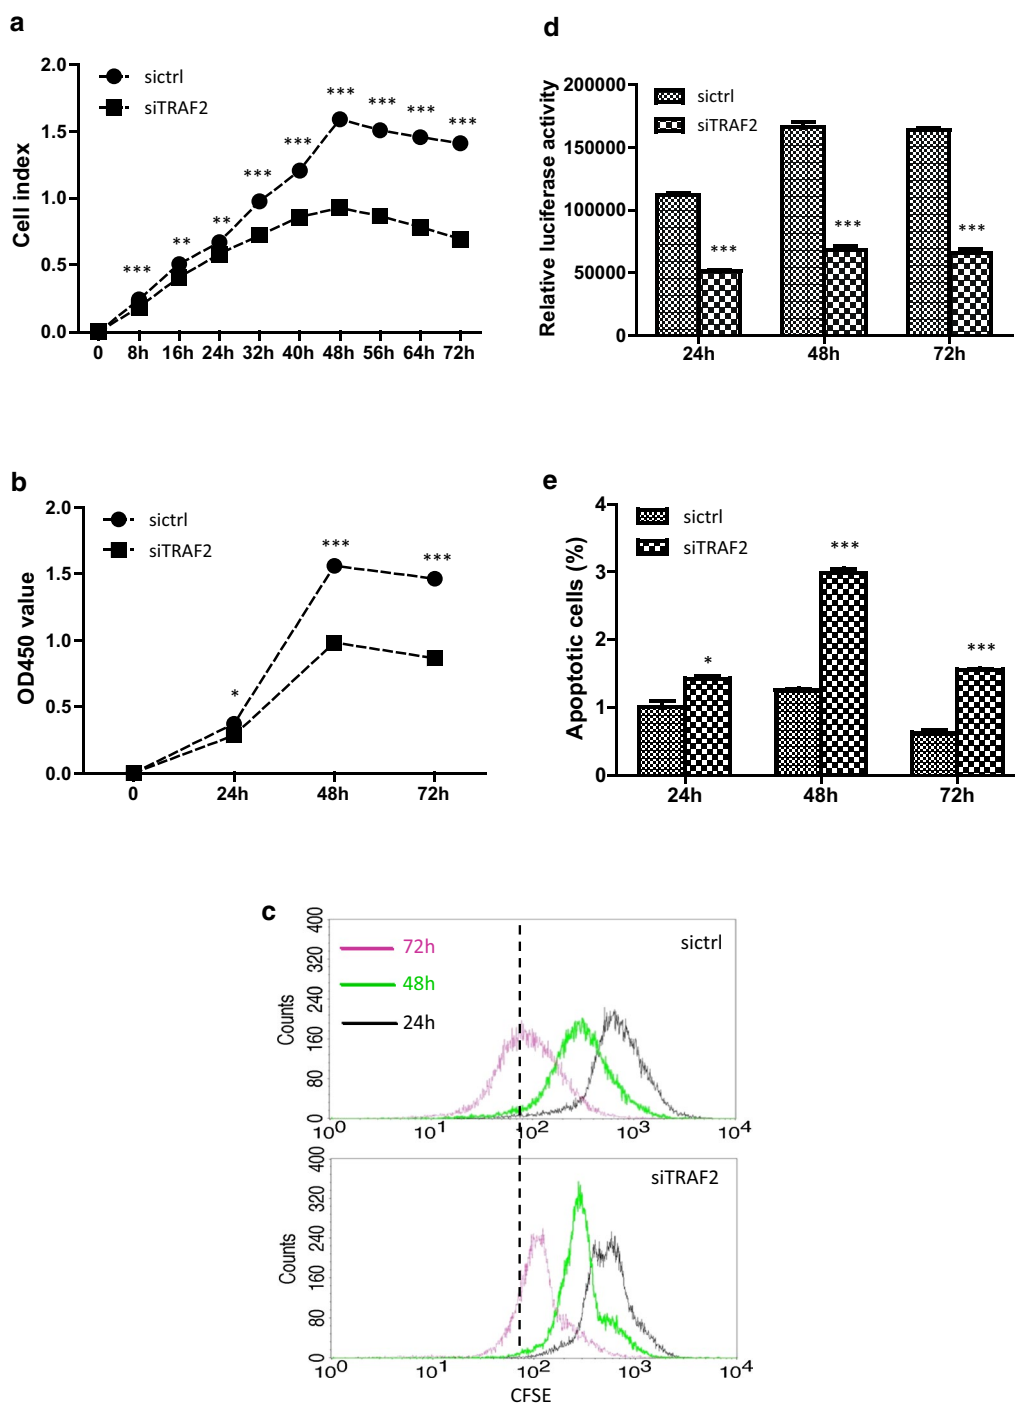 a
2.0
sictrl
siTRAF2
1.5
1.0
0.5
0.0
Cell index
*** ** ** *** *** *** *** *** ***
0 8h 16h 24h 32h 40h 48h 56h 64h 72h
d
200000
sictrl
siTRAF2
150000
100000
50000
0
Relative luciferase activity
*** *** ***
24h 48h 72h
b
2.0
sictrl
siTRAF2
1.5
1.0
0.5
0.0
OD450 value
* *** ***
0 24h 48h 72h
e
4
sictrl
siTRAF2
3
2
1
0
Apoptotic cells (%)
* *** ***
24h 48h 72h
c
400
320
240
160
80
0
Counts
72h
48h
24h
sictrl
10⁰ 10¹ 10² 10³ 10⁴
400
320
240
160
80
0
Counts
siTRAF2
10⁰ 10¹ 10² 10³ 10⁴
CFSE